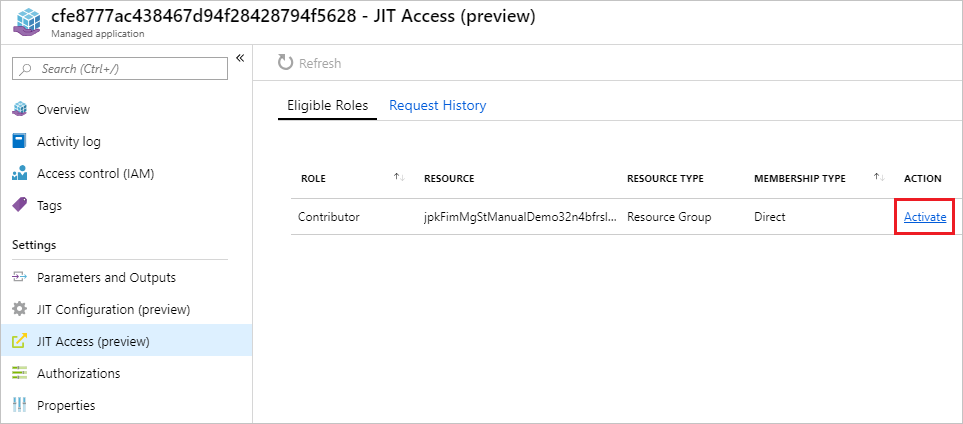 cfe8777ac438467d94f28428794f5628 - JIT Access (preview)
Managed application
Search (Ctrl+/)
«
Overview
Activity log
Access control (IAM)
Tags
Settings
Parameters and Outputs
JIT Configuration (preview)
JIT Access (preview)
Authorizations
Properties
Refresh
Eligible Roles Request History
ROLE RESOURCE RESOURCE TYPE MEMBERSHIP TYPE ACTION
Contributor jpkFimMgStManualDemo32n4bfrsl... Resource Group Direct Activate